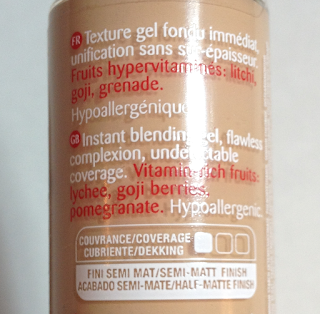 FR Texture gel fondu immédiat,
unification sans sur-épaisseur.
Fruits hypervitaminés: litchi,
goji, grenade.
Hypoallergénique
GB Instant blending gel, flawless
complexion, undetectable
coverage. Vitamin-rich fruits:
lychee, goji berries,
pomegranate. Hypoallergenic.
COUVRANCE/COVERAGE
CUBRIENTE/DEKKING
FINI SEMI MAT/SEMI-MATT FINISH
ACABADO SEMI-MATE/HALF-MATTE FINISH